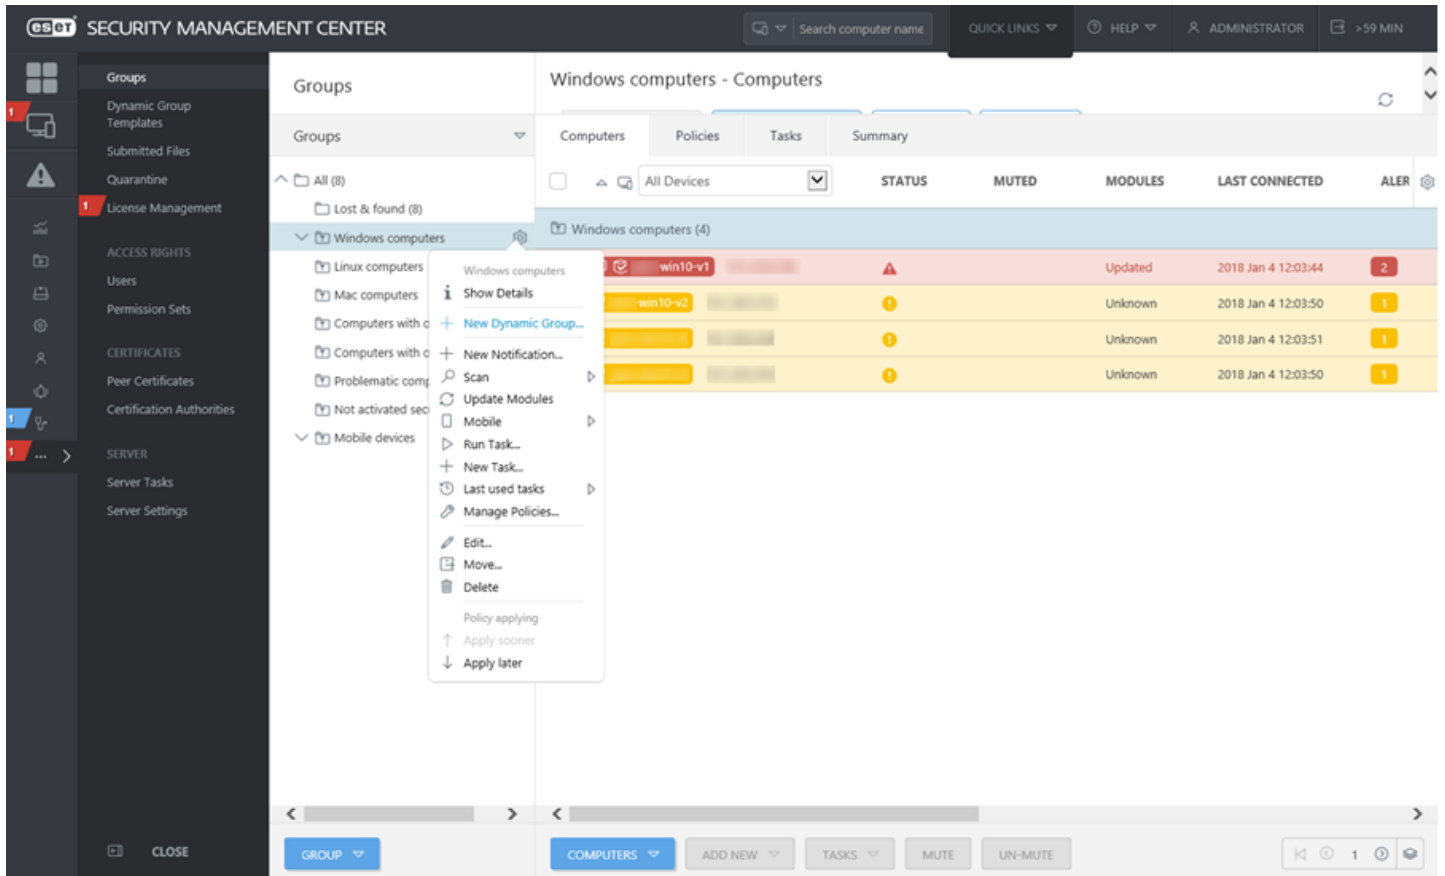 eset SECURITY MANAGEMENT CENTER
Search computer name
QUICK LINKS
HELP
ADMINISTRATOR
>59 MIN
1
1
1
Groups
Dynamic Group
Templates
Submitted Files
Quarantine
1 License Management
ACCESS RIGHTS
Users
Permission Sets
CERTIFICATES
Peer Certificates
Certification Authorities
SERVER
Server Tasks
Server Settings
CLOSE
Groups
Groups
All (8)
Lost & found (8)
Windows computers
Linux computers
Mac computers
Computers with o
Computers with o
Problematic comp
Not activated sec
Mobile devices
GROUP
Windows computers
Show Details
New Dynamic Group...
New Notification...
Scan
Update Modules
Mobile
Run Task...
New Task...
Last used tasks
Manage Policies...
Edit...
Move...
Delete
Policy applying
Apply sooner
Apply later
Windows computers - Computers
Computers Policies Tasks Summary
All Devices STATUS MUTED MODULES LAST CONNECTED ALER
Windows computers (4)
win10-v1 Updated 2018 Jan 4 12:03:44 2
-win10-v2 Unknown 2018 Jan 4 12:03:50 1
Unknown 2018 Jan 4 12:03:51 1
Unknown 2018 Jan 4 12:03:50 1
COMPUTERS ADD NEW TASKS MUTE UN-MUTE 1